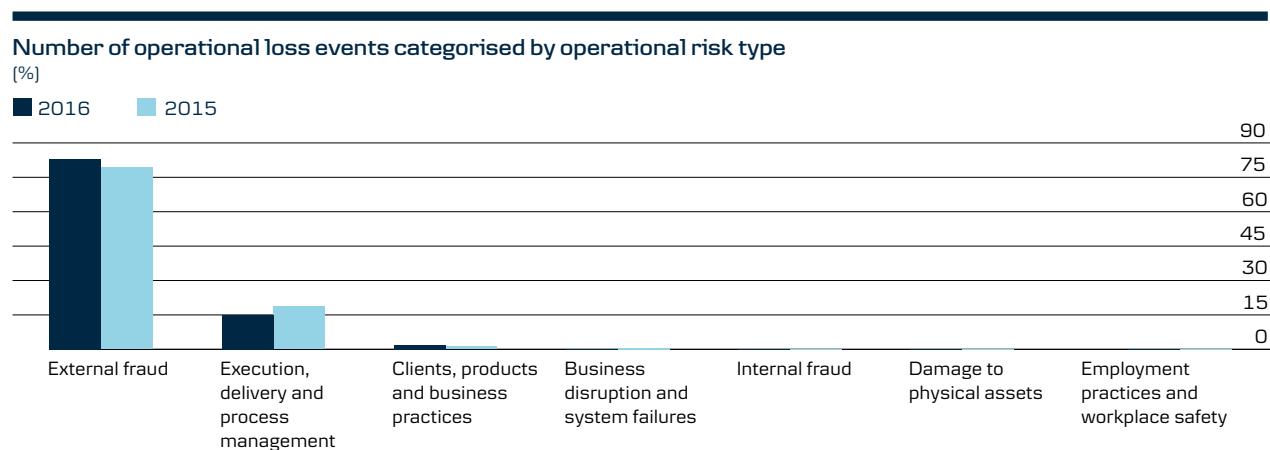 Number of operational loss events categorised by operational risk type
(%)
2016 2015
90
75
60
45
30
15
0
External fraud
Execution,
delivery and
process
management
Clients, products
and business
practices
Business
disruption and
system failures
Internal fraud
Damage to
physical assets
Employment
practices and
workplace safety